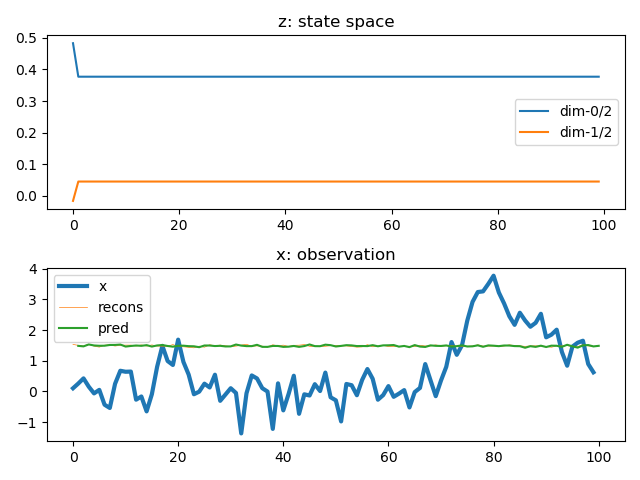 z: state space
0.5
0.4
0.3
0.2
0.1
0.0
dim-0/2
dim-1/2
0 20 40 60 80 100
x: observation
4
3
2
1
0
−1
x
recons
pred
0 20 40 60 80 100